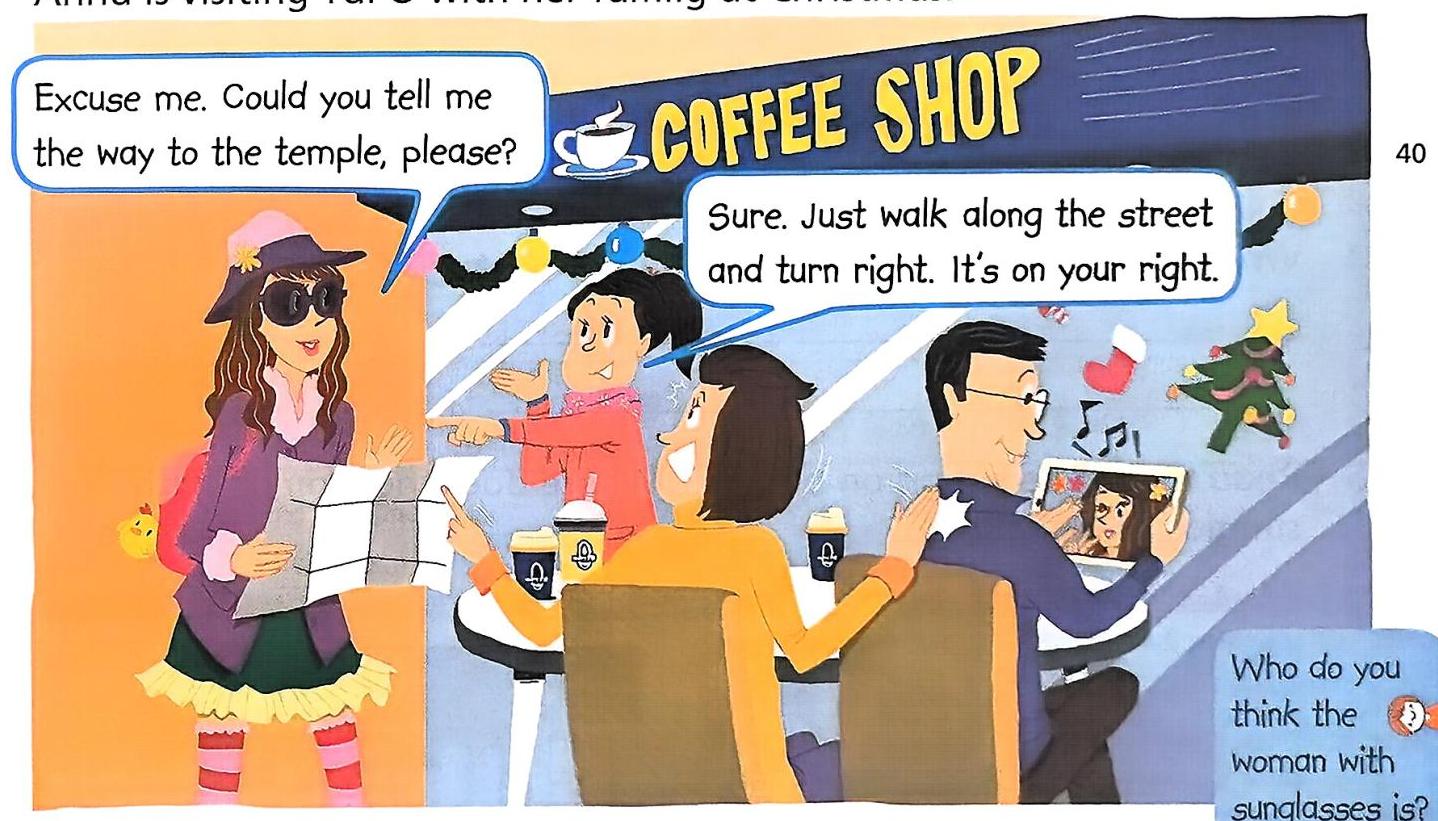 Excuse me. Could you tell me
the way to the temple, please?
COFFEE SHOP
40
Sure. Just walk along the street
and turn right. It's on your right.
Who do you
think the
woman with
sunglasses is?